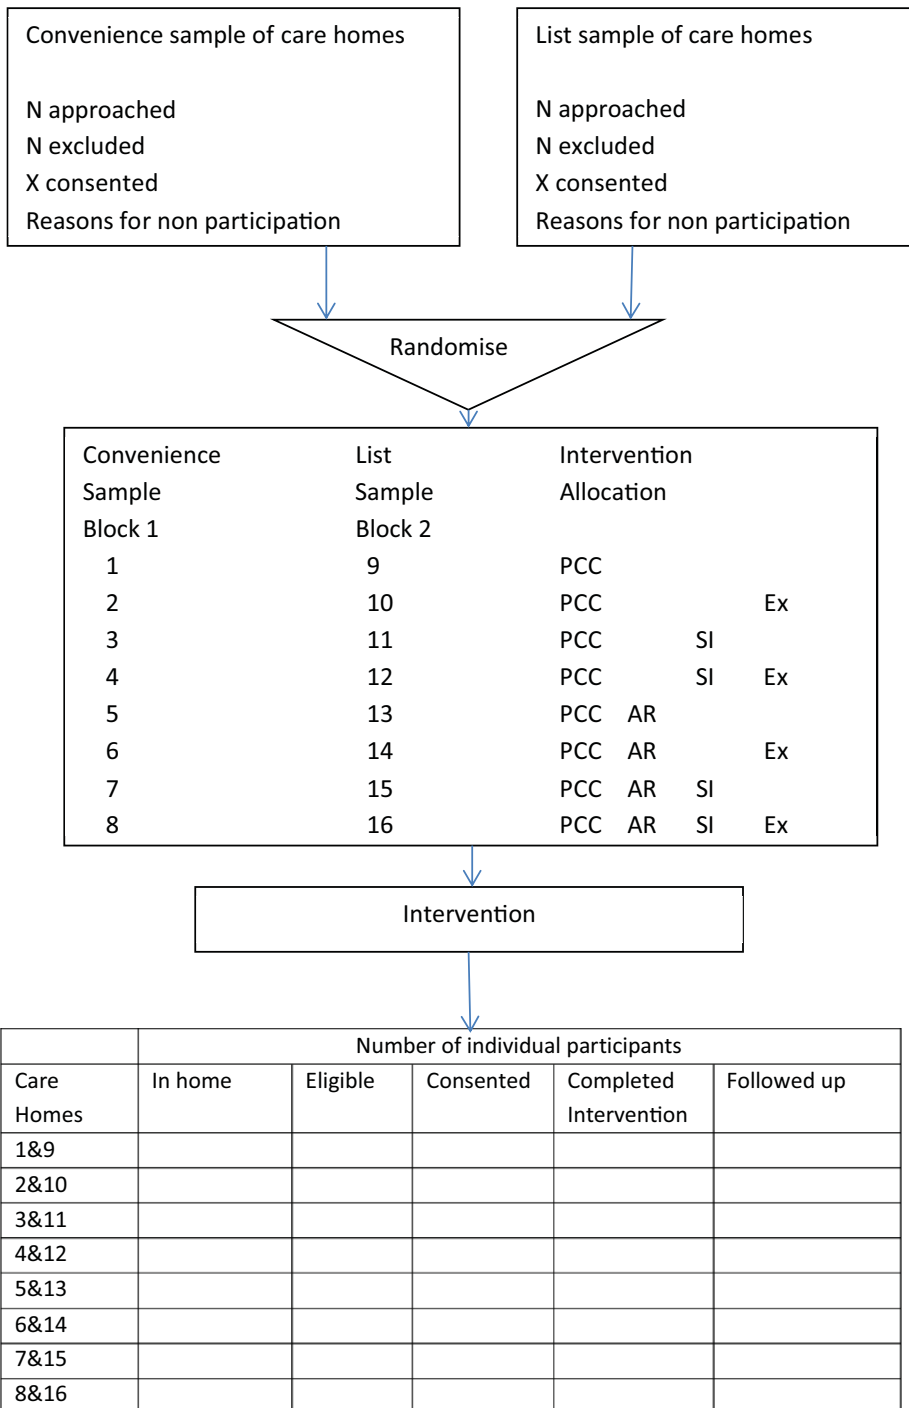 Convenience sample of care homes
N approached
N excluded
X consented
Reasons for non participation
List sample of care homes
N approached
N excluded
X consented
Reasons for non participation
Randomise
Convenience List Intervention
Sample Sample Allocation
Block 1 Block 2
1 9 PCC
2 10 PCC Ex
3 11 PCC SI
4 12 PCC SI Ex
5 13 PCC AR
6 14 PCC AR Ex
7 15 PCC AR SI
8 16 PCC AR SI Ex
Intervention
Number of individual participants
Care In home Eligible Consented Completed Followed up
Homes Intervention
1&9
2&10
3&11
4&12
5&13
6&14
7&15
8&16